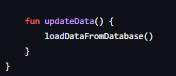 fun updateData() {
loadDataFromDatabase()
}
}